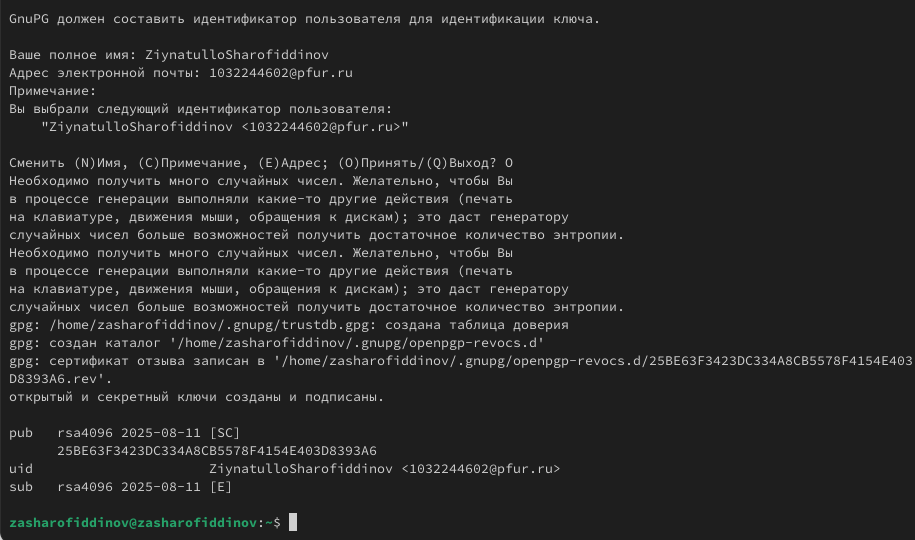 GnuPG должен составить идентификатор пользователя для идентификации ключа.
Ваше полное имя: ZiynatulloSharofiddinov
Адрес электронной почты: 1032244602@pfur.ru
Примечание:
Вы выбрали следующий идентификатор пользователя:
"ZiynatulloSharofiddinov <1032244602@pfur.ru>"
Сменить (N)Имя, (C)Примечание, (E)Адрес; (O)Принять/(Q)Выход? O
Необходимо получить много случайных чисел. Желательно, чтобы Вы
в процессе генерации выполняли какие-то другие действия (печать
на клавиатуре, движения мыши, обращения к дискам); это даст генератору
случайных чисел больше возможностей получить достаточное количество энтропии.
Необходимо получить много случайных чисел. Желательно, чтобы Вы
в процессе генерации выполняли какие-то другие действия (печать
на клавиатуре, движения мыши, обращения к дискам); это даст генератору
случайных чисел больше возможностей получить достаточное количество энтропии.
gpg: /home/zasharofiddinov/.gnupg/trustdb.gpg: создана таблица доверия
gpg: создан каталог '/home/zasharofiddinov/.gnupg/openpgp-revocs.d'
gpg: сертификат отзыва записан в '/home/zasharofiddinov/.gnupg/openpgp-revocs.d/25BE63F3423DC334A8CB5578F4154E403
D8393A6.rev'.
открытый и секретный ключи созданы и подписаны.
pub   rsa4096 2025-08-11 [SC]
25BE63F3423DC334A8CB5578F4154E403D8393A6
uid                      ZiynatulloSharofiddinov <1032244602@pfur.ru>
sub   rsa4096 2025-08-11 [E]
zasharofiddinov@zasharofiddinov:~$